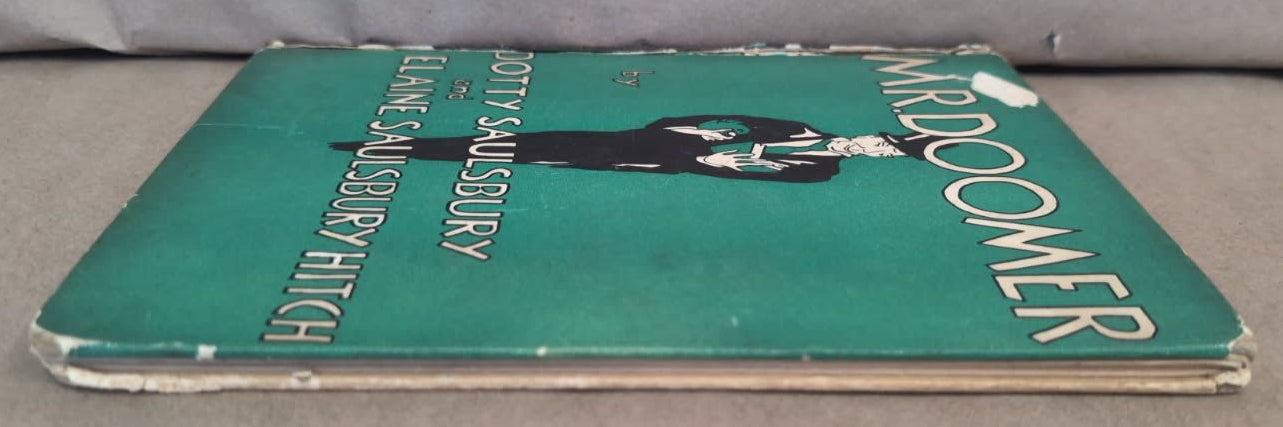 MR DOOMER
by
DOTTY SAULSBURY
and
ELAINE SAULSBURY HITCH